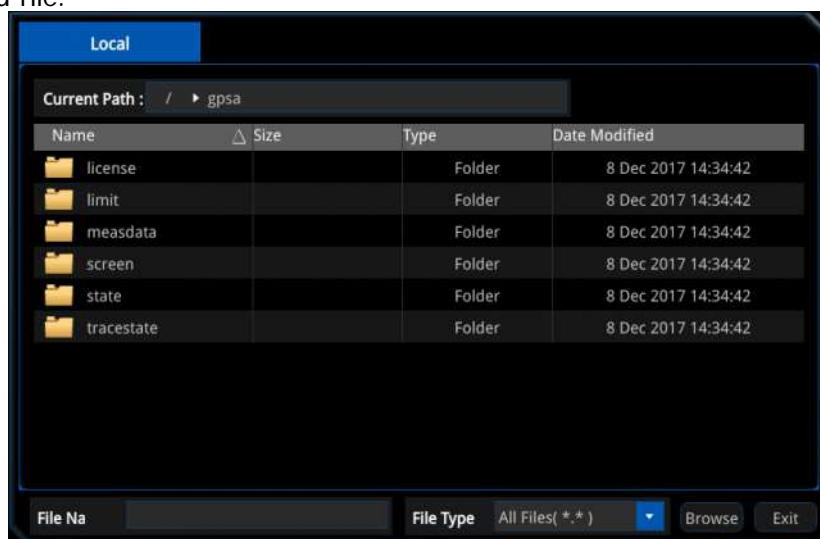 d file.
Local
Current Path : / gpsa
Name Size Type Date Modified
license Folder 8 Dec 2017 14:34:42
limit Folder 8 Dec 2017 14:34:42
measdata Folder 8 Dec 2017 14:34:42
screen Folder 8 Dec 2017 14:34:42
state Folder 8 Dec 2017 14:34:42
tracestate Folder 8 Dec 2017 14:34:42
File Na File Type All Files( *.* ) Browse Exit